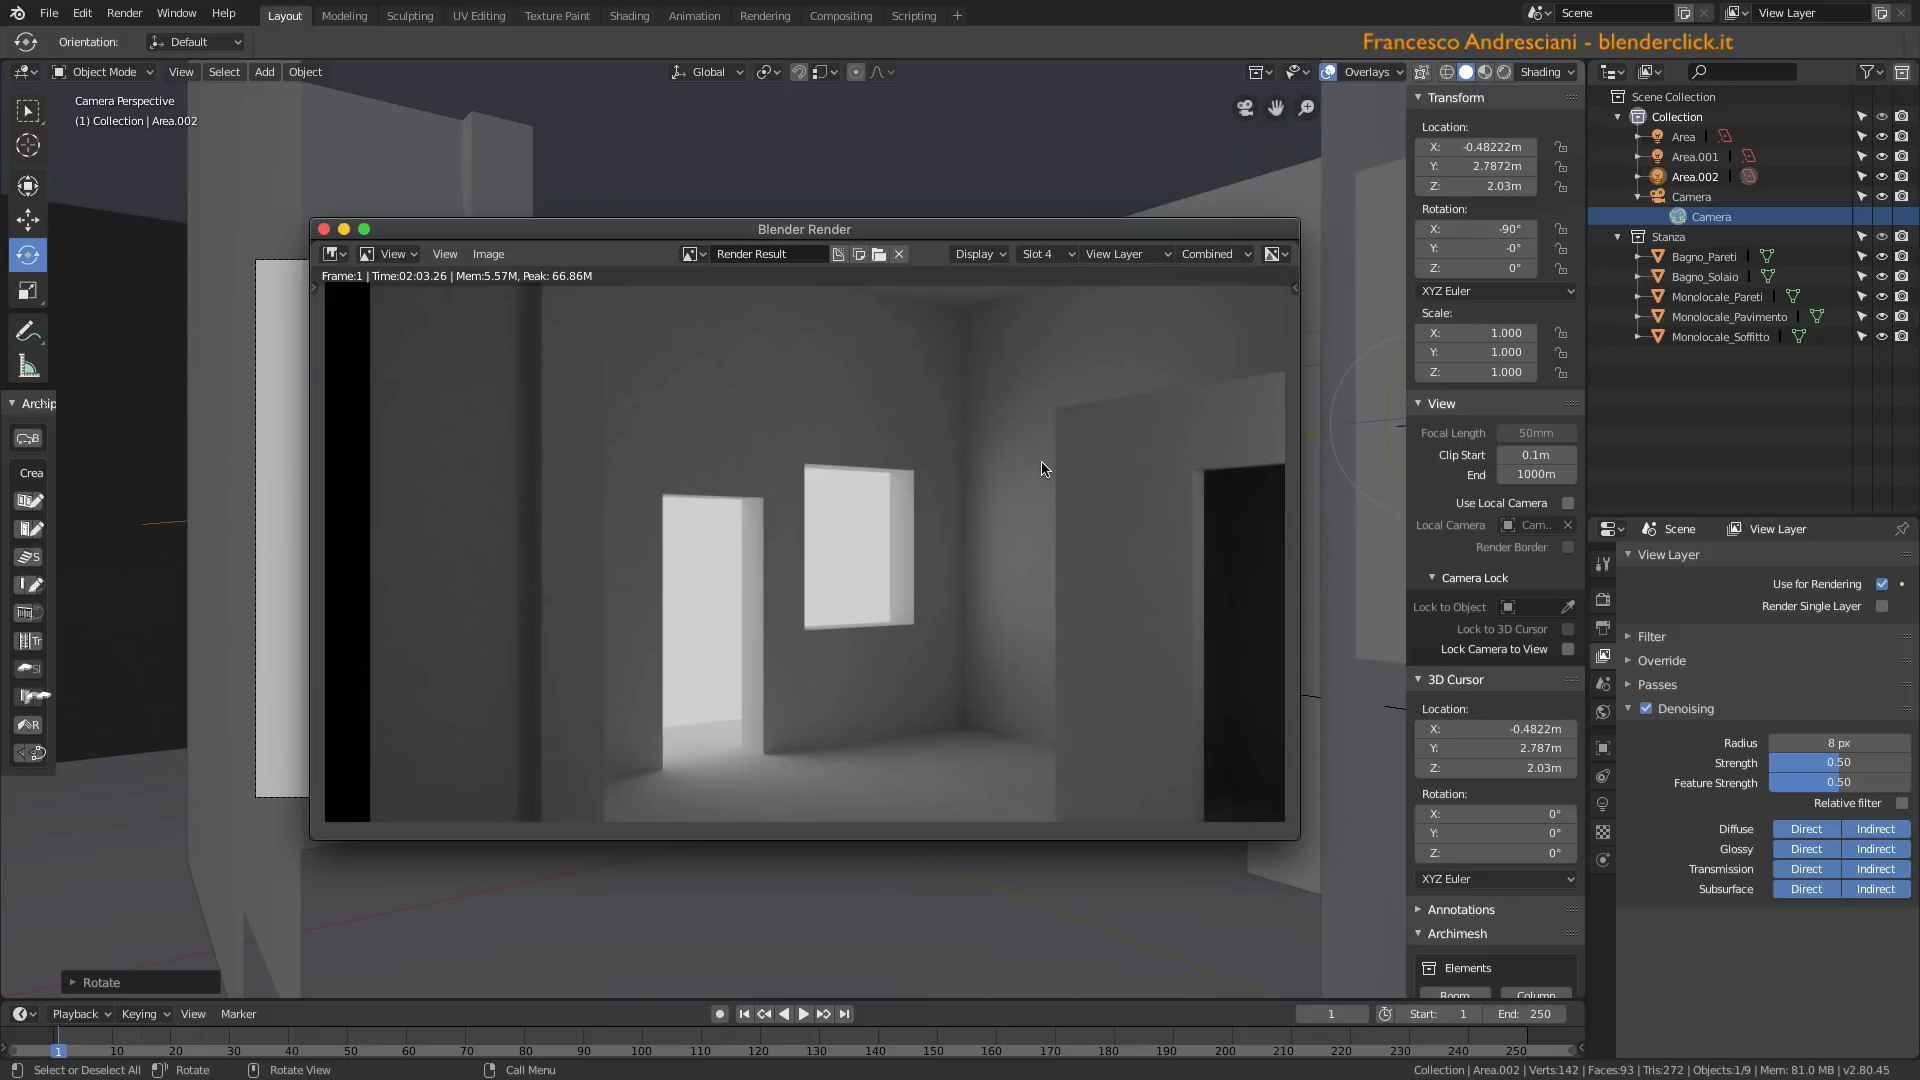 File Edit Render Window Help Layout Modeling Sculpting UV Editing Texture Paint Shading Animation Rendering Compositing Scripting + Scene View Layer
Orientation: Default
Francesco Andresciani - blenderclick.it
Object Mode View Select Add Object Global Overlays Shading
Camera Perspective
(1) Collection | Area.002
Blender Render
View View Image Render Result Display Slot 4 View Layer Combined
Frame:1 | Time:02:03.26 | Mem:5.57M, Peak: 66.86M
Archip
Crea
Rotate
Transform
Location:
X: -0.48222m
Y: 2.7872m
Z: 2.03m
Rotation:
X: -90°
Y: -0°
Z: 0°
XYZ Euler
Scale:
X: 1.000
Y: 1.000
Z: 1.000
View
Focal Length 50mm
Clip Start 0.1m
End 1000m
Use Local Camera
Local Camera Cam..
Render Border
Camera Lock
Lock to Object
Lock to 3D Cursor
Lock Camera to View
3D Cursor
Location:
X: -0.4822m
Y: 2.787m
Z: 2.03m
Rotation:
X: 0°
Y: 0°
Z: 0°
XYZ Euler
Annotations
Archimesh
Elements
Room Column
Scene Collection
Collection
Area
Area.001
Area.002
Camera
Camera
Stanza
Bagno_Pareti
Bagno_Solaio
Monolocale_Pareti
Monolocale_Pavimento
Monolocale_Soffitto
Scene View Layer
View Layer
Use for Rendering
Render Single Layer
Filter
Override
Passes
Denoising
Radius 8 px
Strength 0.50
Feature Strength 0.50
Relative filter
Diffuse Direct Indirect
Glossy Direct Indirect
Transmission Direct Indirect
Subsurface Direct Indirect
Playback Keying View Marker 1 Start: 1 End: 250
1 10 20 30 40 50 60 70 80 90 100 110 120 130 140 150 160 170 180 190 200 210 220 230 240 250
Select or Deselect All Rotate Rotate View Call Menu Collection | Area.002 | Verts:142 | Faces:93 | Tris:272 | Objects:1/9 | Mem: 81.0 MB | v2.80.45